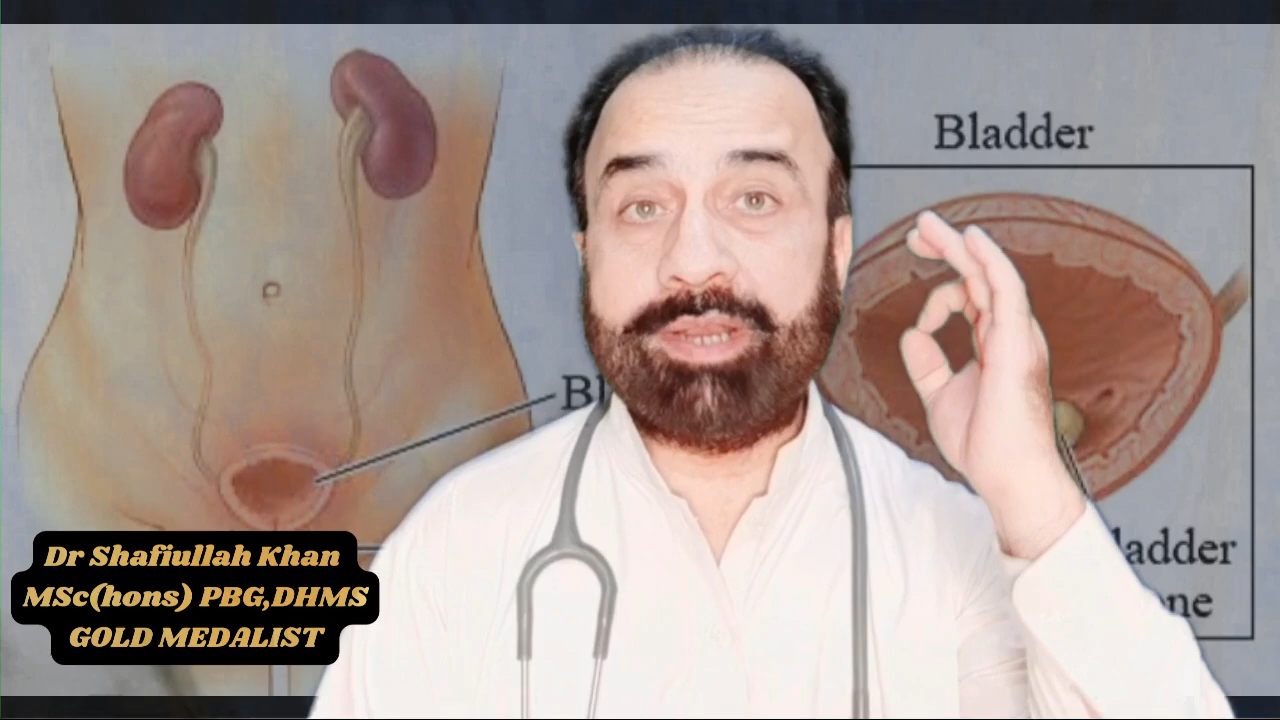 Bladder
Dr Shafiullah Khan
MSc(hons) PBG,DHMS
GOLD MEDALIST